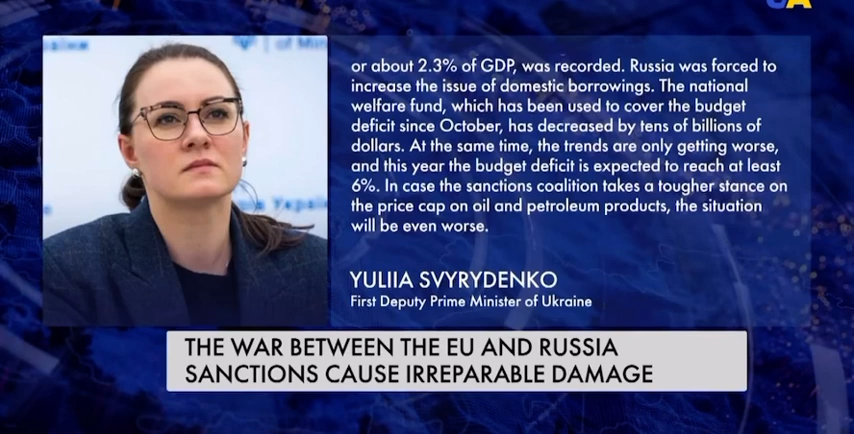 UA
країни
of Min
а Украї
or about 2.3% of GDP, was recorded. Russia was forced to
increase the issue of domestic borrowings. The national
welfare fund, which has been used to cover the budget
deficit since October, has decreased by tens of billions of
dollars. At the same time, the trends are only getting worse,
and this year the budget deficit is expected to reach at least
6%. In case the sanctions coalition takes a tougher stance on
the price cap on oil and petroleum products, the situation
will be even worse.
YULIIA SVYRYDENKO
First Deputy Prime Minister of Ukraine
THE WAR BETWEEN THE EU AND RUSSIA
SANCTIONS CAUSE IRREPARABLE DAMAGE